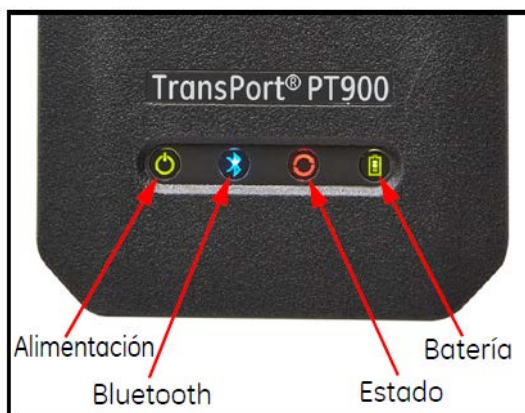 TransPort® PT900
Alimentación
Batería
Bluetooth
Estado